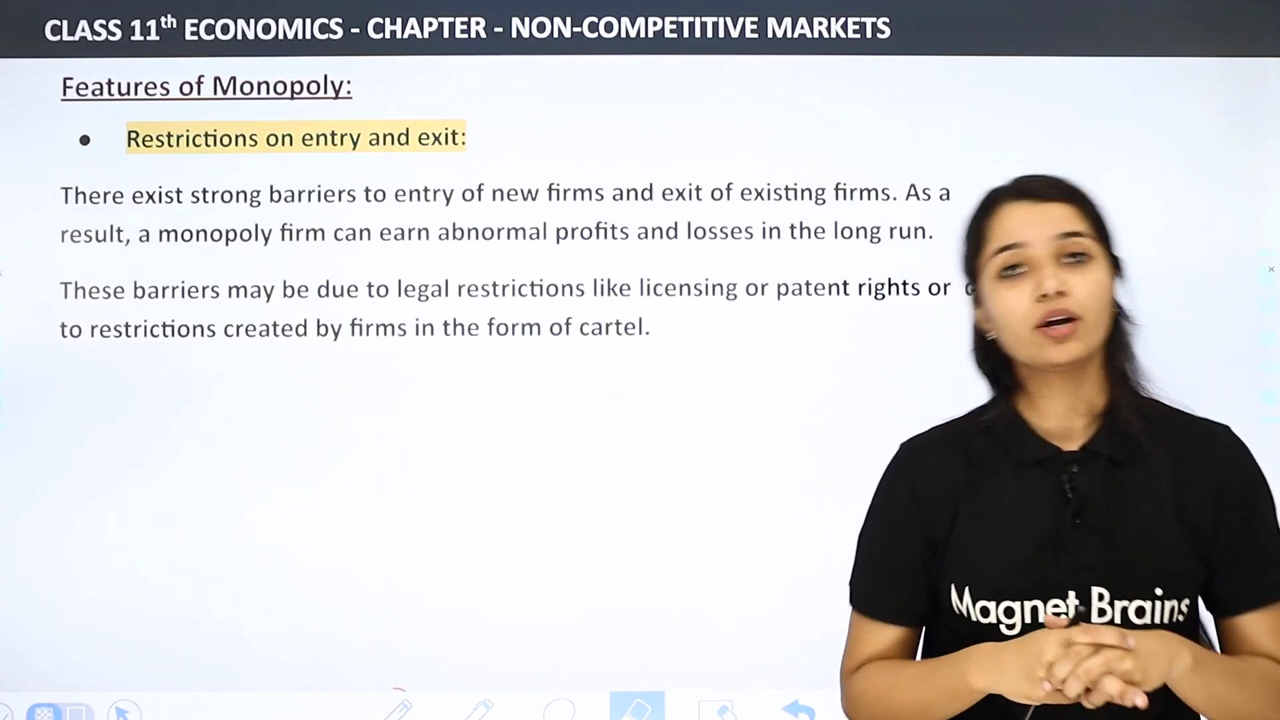 CLASS 11th ECONOMICS - CHAPTER - NON-COMPETITIVE MARKETS
Features of Monopoly:
● Restrictions on entry and exit:
There exist strong barriers to entry of new firms and exit of existing firms. As a
result, a monopoly firm can earn abnormal profits and losses in the long run.
These barriers may be due to legal restrictions like licensing or patent rights or
to restrictions created by firms in the form of cartel.
Magnet Brains